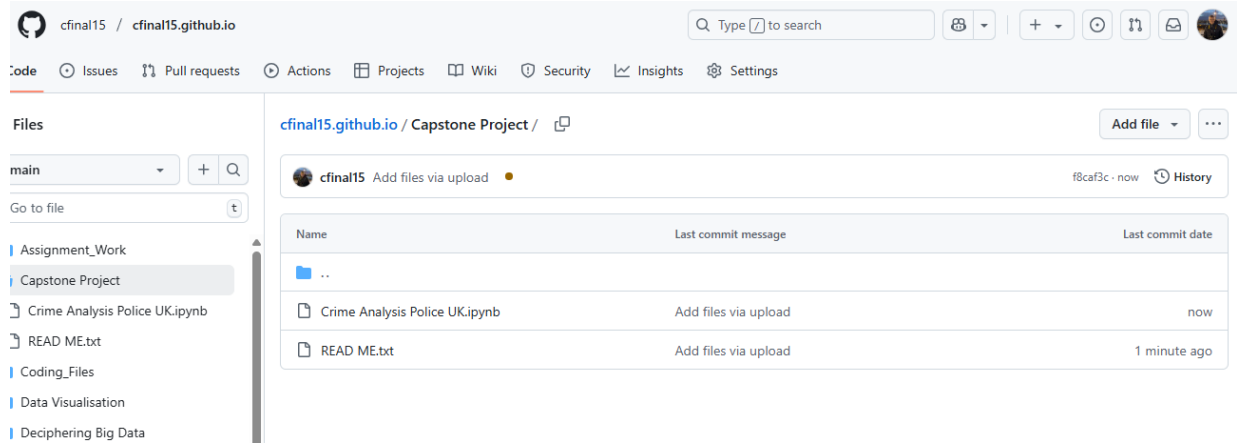 cfinal15 / cfinal15.github.io
Type / to search
Code Issues Pull requests Actions Projects Wiki Security Insights Settings
Files
main
Go to file t
Assignment_Work
Capstone Project
Crime Analysis Police UK.ipynb
READ ME.txt
Coding_Files
Data Visualisation
Deciphering Big Data
cfinal15.github.io / Capstone Project /
Add file
cfinal15 Add files via upload f8caf3c · now History
Name Last commit message Last commit date
..
Crime Analysis Police UK.ipynb Add files via upload now
READ ME.txt Add files via upload 1 minute ago